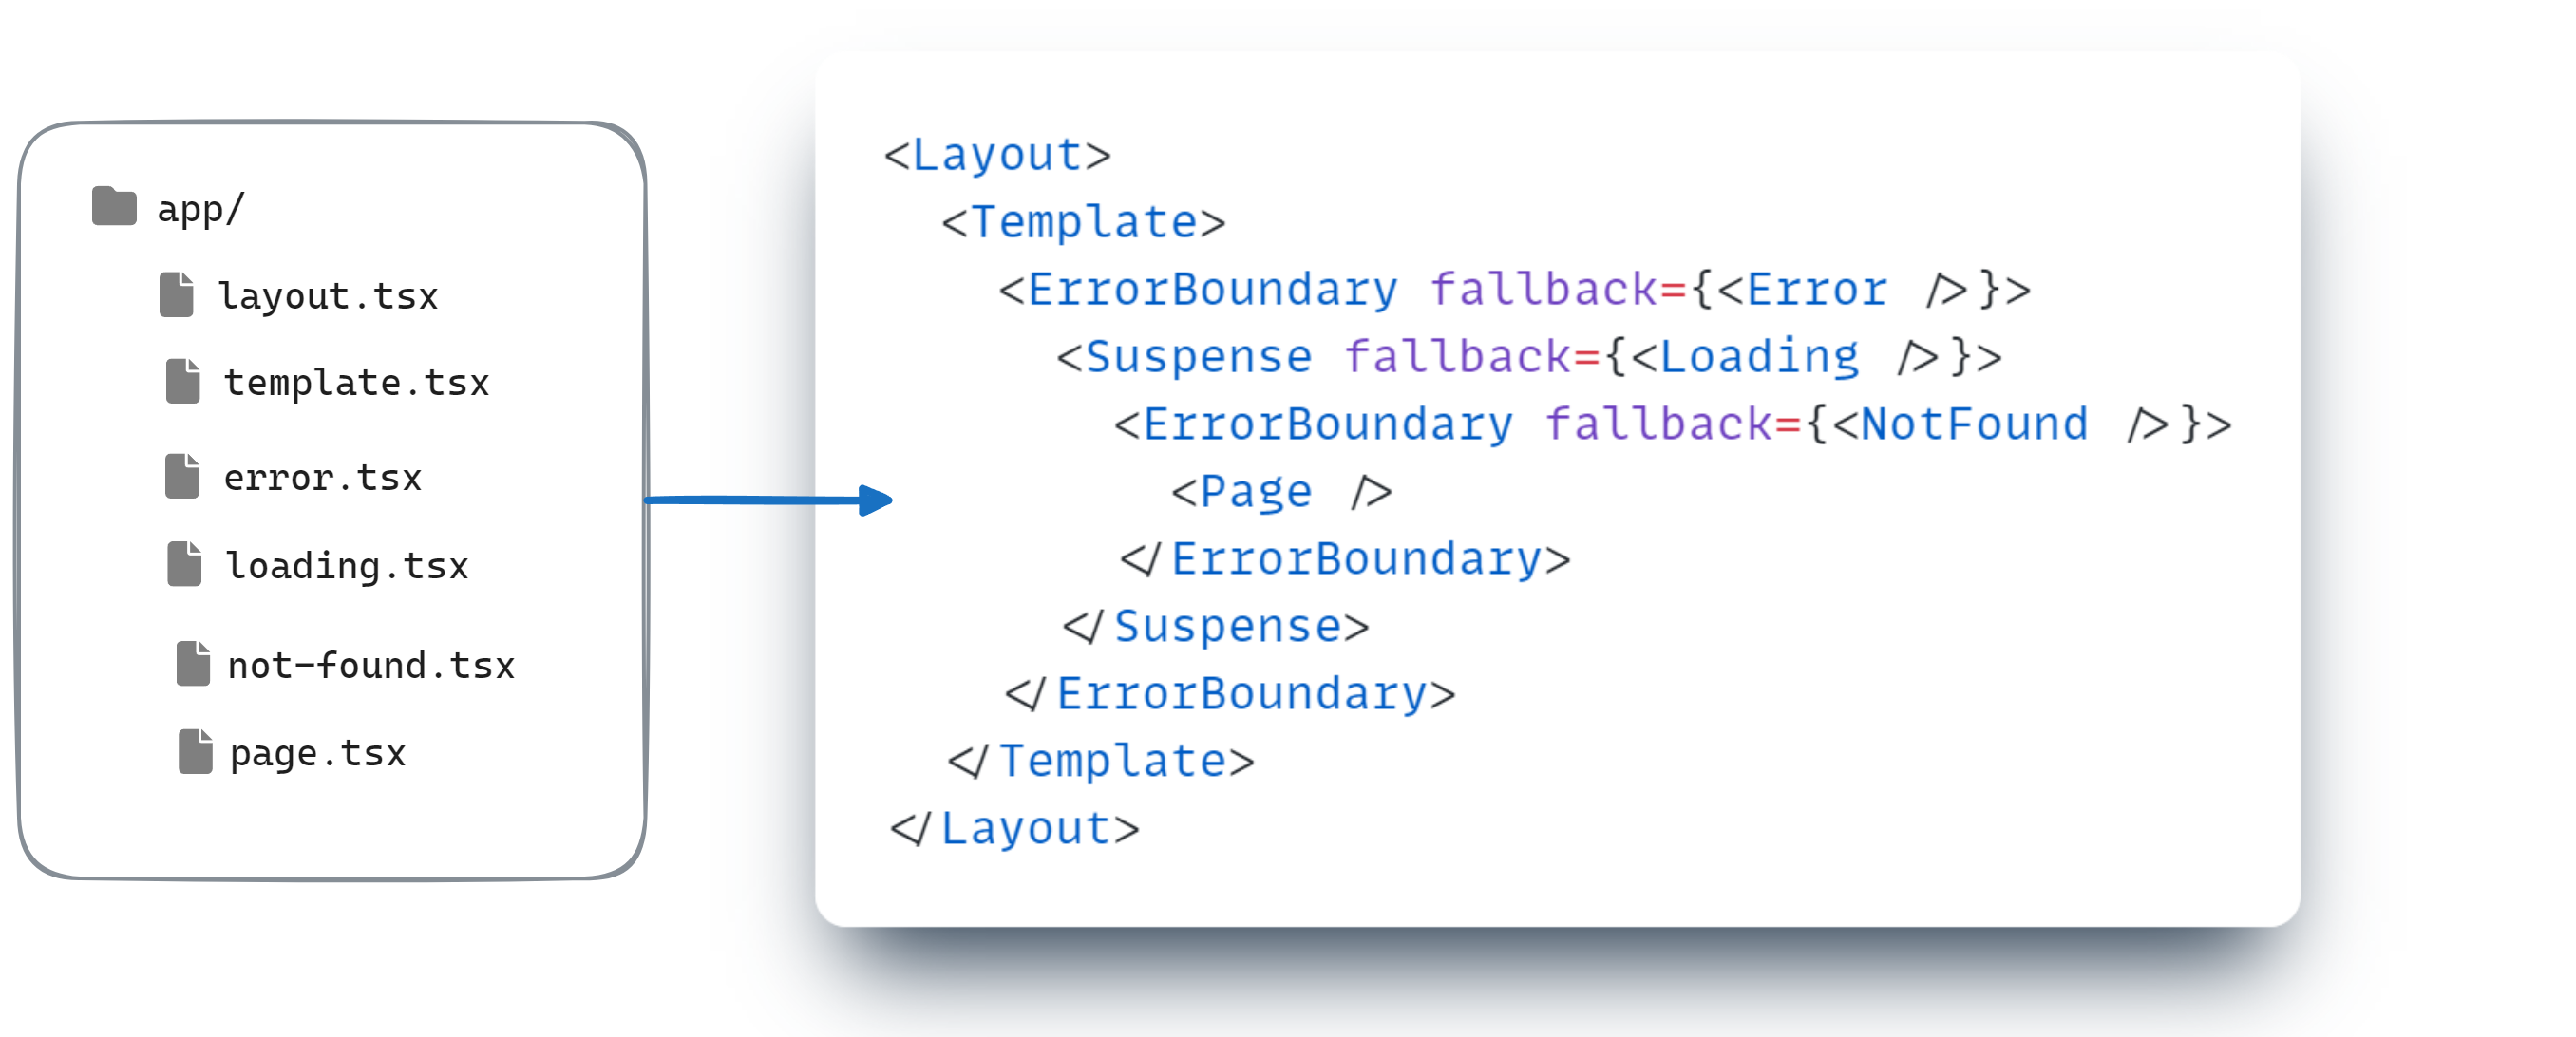 app/
layout.tsx
template.tsx
error.tsx
loading.tsx
not-found.tsx
page.tsx
<Layout>
<Template>
<ErrorBoundary fallback={<Error />}>
<Suspense fallback={<Loading />}>
<ErrorBoundary fallback={<NotFound />}>
<Page />
</ErrorBoundary>
</Suspense>
</ErrorBoundary>
</Template>
</Layout>